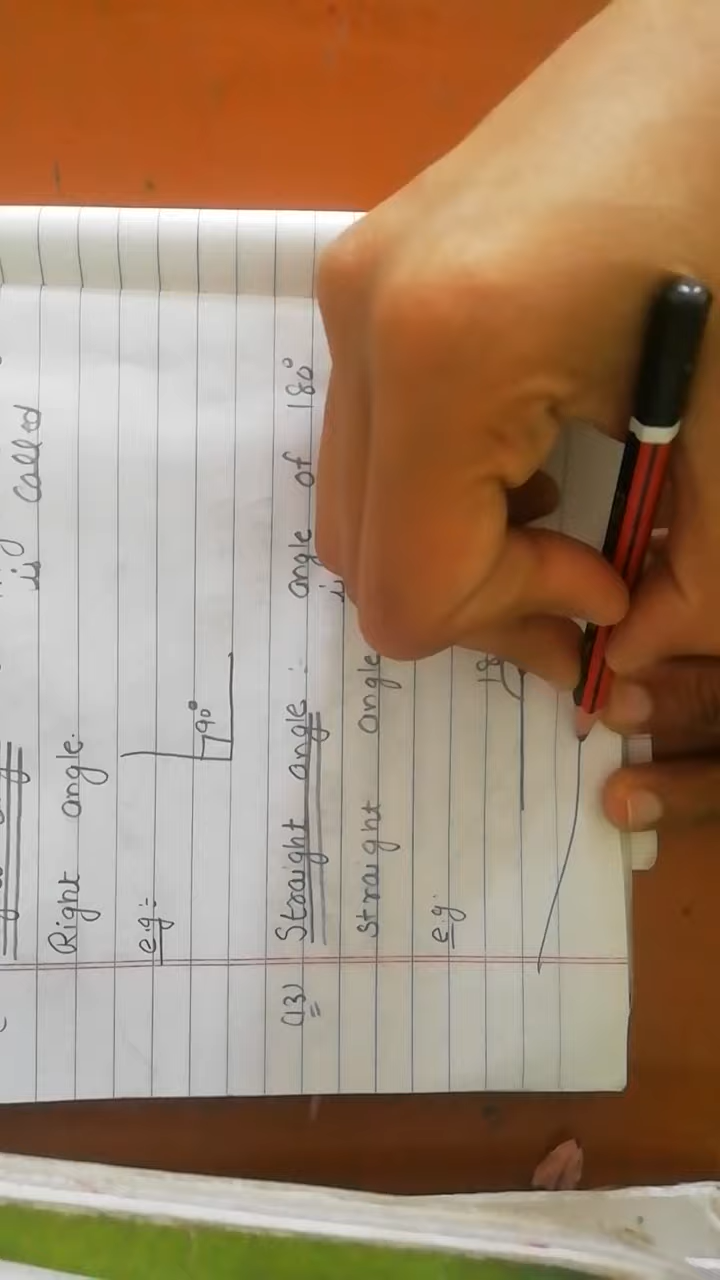 is called
Right angle.
e.g:-
90°
(13) Straight angle: angle of 180°
straight angle
e.g.